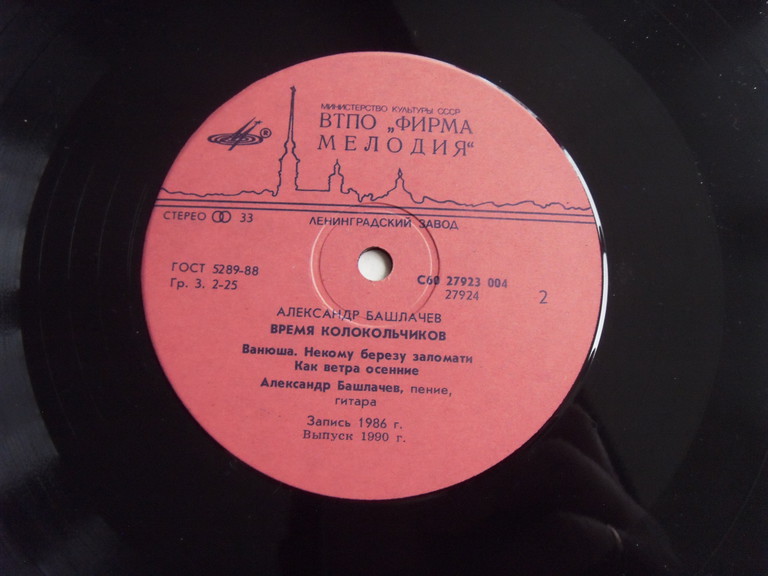 МИНИСТЕРСТВО КУЛЬТУРЫ СССР
ВТПО „ФИРМА
МЕЛОДИЯ“
СТЕРЕО 33
ЛЕНИНГРАДСКИЙ ЗАВОД
ГОСТ 5289-88
Гр. 3. 2-25
С60 27923 004
27924
2
АЛЕКСАНДР БАШЛАЧЕВ
ВРЕМЯ КОЛОКОЛЬЧИКОВ
Ванюша. Некому березу заломати
Как ветра осенние
Александр Башлачев, пение,
гитара
Запись 1986 г.
Выпуск 1990 г.